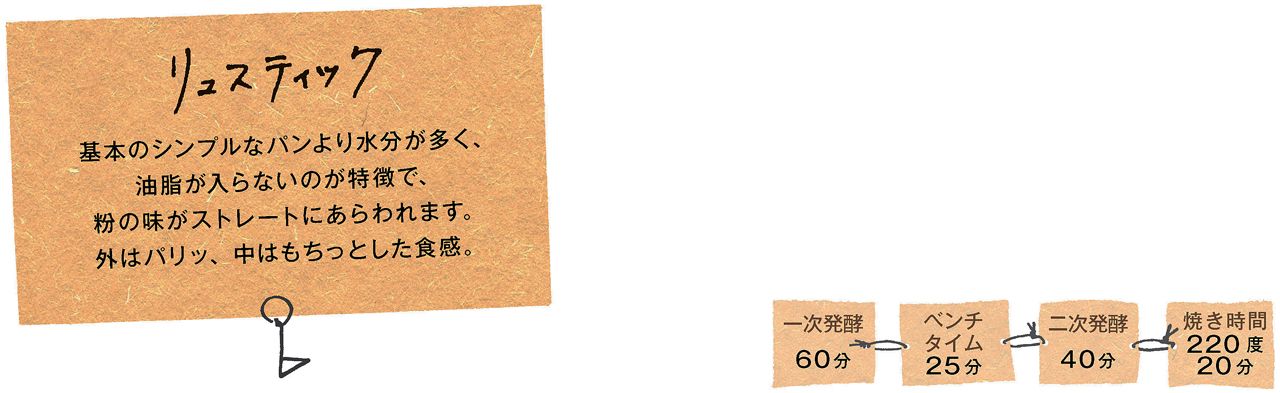 リュスティック
基本のシンプルなパンより水分が多く、
油脂が入らないのが特徴で、
粉の味がストレートにあらわれます。
外はパリッ、中はもちっとした食感。
一次発酵
60分
ベンチ
タイム
25分
二次発酵
40分
焼き時間
220度
20分